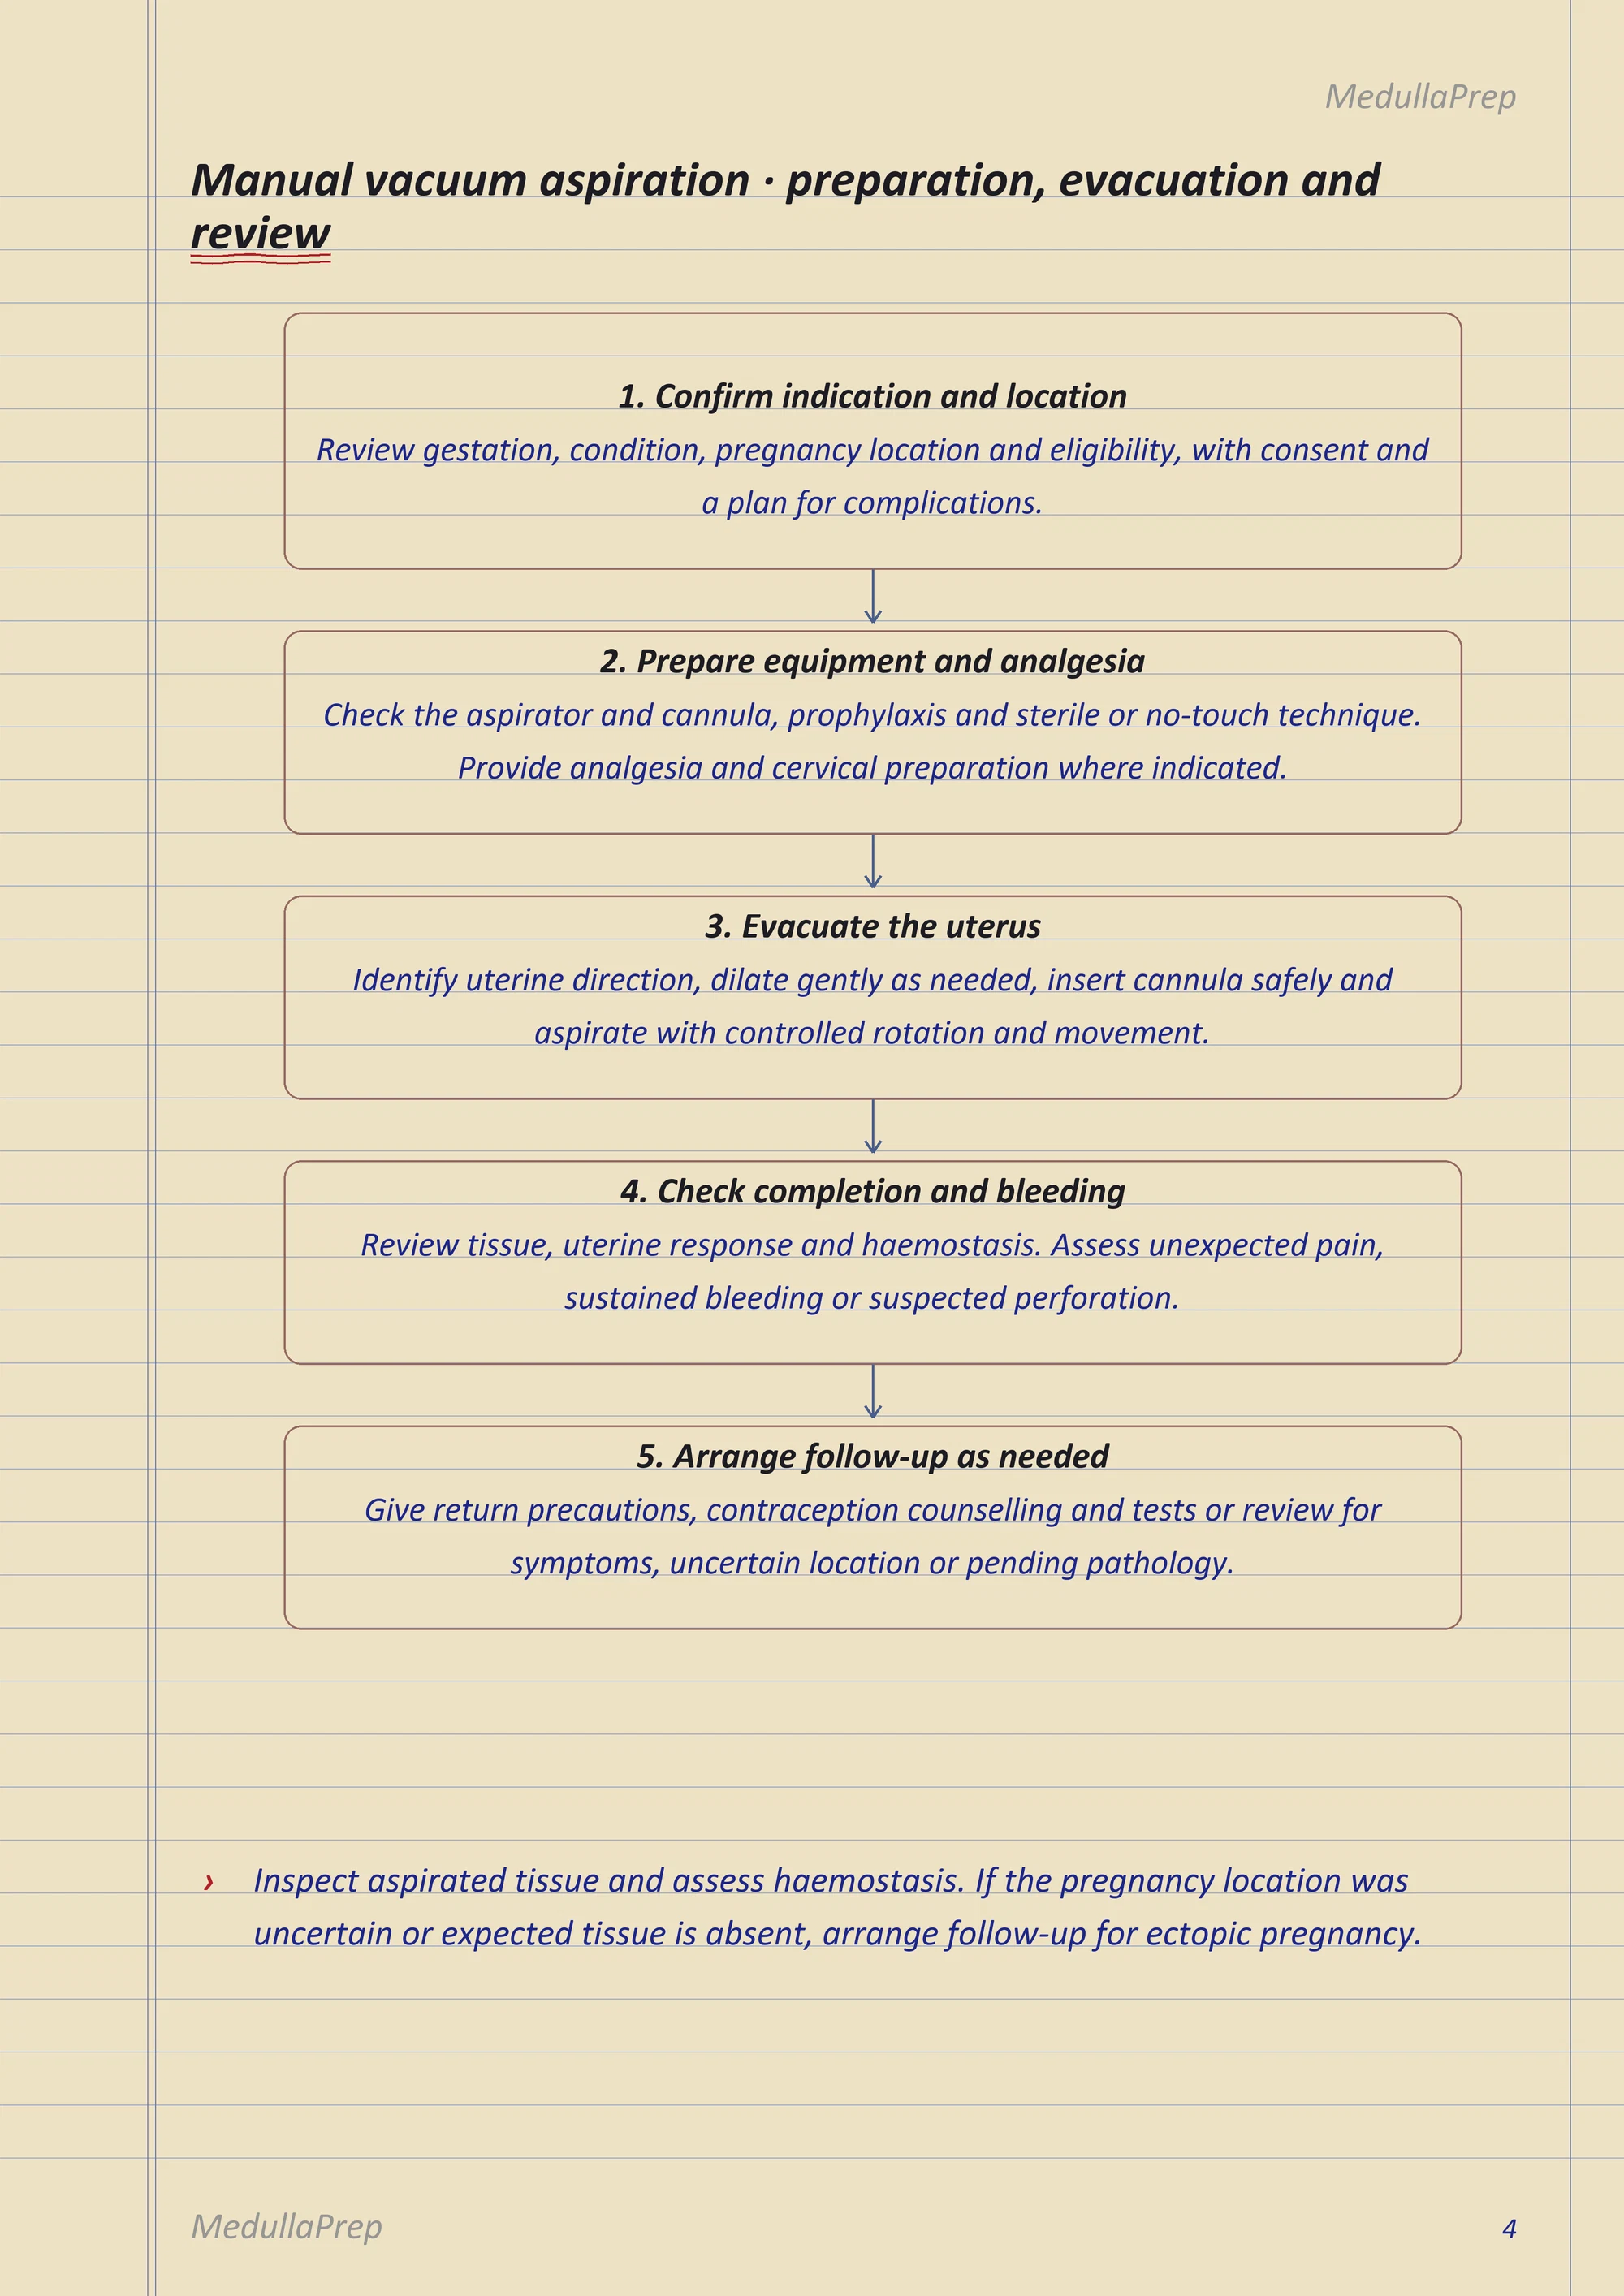 MedullaPrep
Manual vacuum aspiration · preparation, evacuation and
review
1. Confirm indication and location
Review gestation, condition, pregnancy location and eligibility, with consent and
a plan for complications.
2. Prepare equipment and analgesia
Check the aspirator and cannula, prophylaxis and sterile or no-touch technique.
Provide analgesia and cervical preparation where indicated.
3. Evacuate the uterus
Identify uterine direction, dilate gently as needed, insert cannula safely and
aspirate with controlled rotation and movement.
4. Check completion and bleeding
Review tissue, uterine response and haemostasis. Assess unexpected pain,
sustained bleeding or suspected perforation.
5. Arrange follow-up as needed
Give return precautions, contraception counselling and tests or review for
symptoms, uncertain location or pending pathology.
› Inspect aspirated tissue and assess haemostasis. If the pregnancy location was
uncertain or expected tissue is absent, arrange follow-up for ectopic pregnancy.
MedullaPrep
4